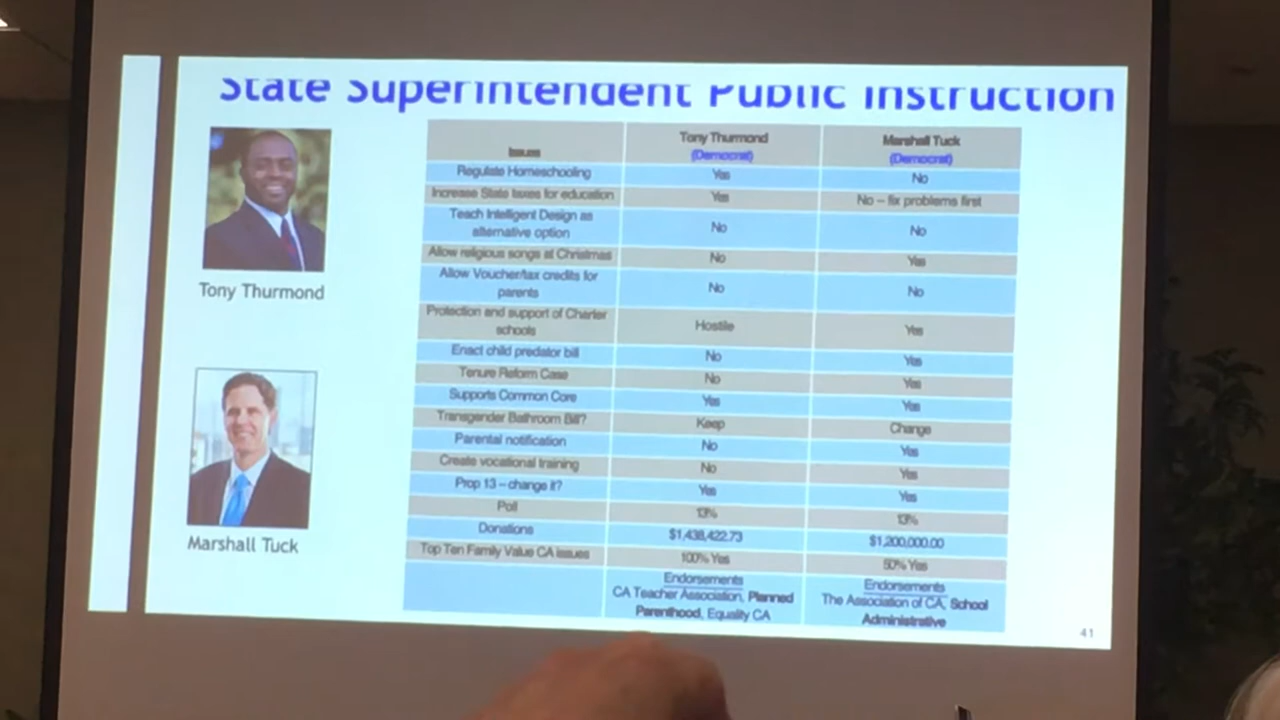 State Superintendent Public Instruction
Tony Thurmond
Marshall Tuck
Issues
Tony Thurmond
(Democrat)
Marshall Tuck
(Democrat)
Regulate Homeschooling
Yes
No
Increase State taxes for education
Yes
No – fix problems first
Teach Intelligent Design as
alternative option
No
No
Allow religious songs at Christmas
No
Yes
Allow Voucher/tax credits for
parents
No
No
Protection and support of Charter
schools
Hostile
Yes
Enact child predator bill
No
Yes
Tenure Reform Case
No
Yes
Supports Common Core
Yes
Yes
Transgender Bathroom Bill?
Keep
Change
Parental notification
No
Yes
Create vocational training
No
Yes
Prop 13 – change it?
Yes
Yes
Poll
13%
13%
Donations
$1,438,422.73
$1,200,000.00
Top Ten Family Value CA issues
100% Yes
50% Yes
Endorsements
CA Teacher Association, Planned
Parenthood, Equality CA
Endorsements
The Association of CA, School
Administrative
41